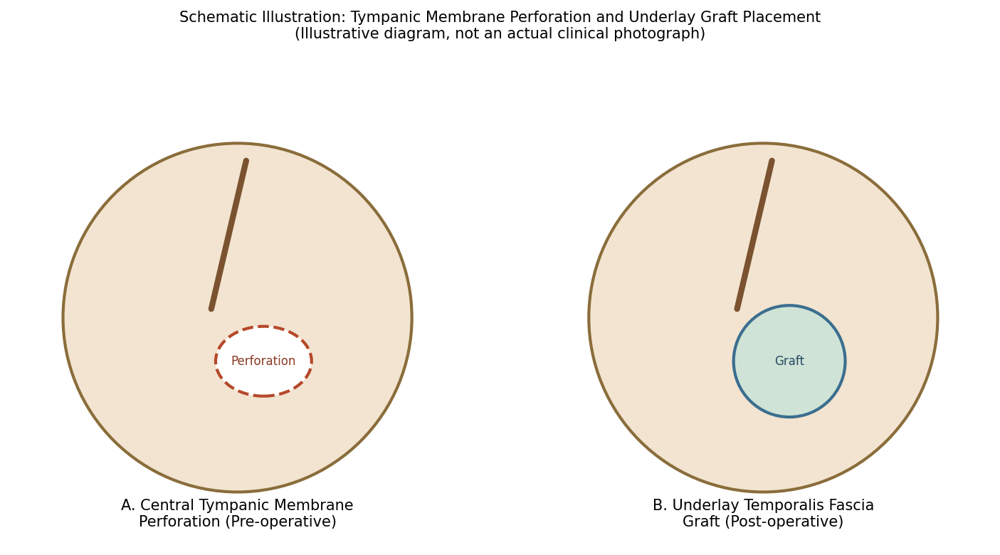 Schematic Illustration: Tympanic Membrane Perforation and Underlay Graft Placement
(Illustrative diagram, not an actual clinical photograph)
Perforation
Graft
A. Central Tympanic Membrane
Perforation (Pre-operative)
B. Underlay Temporalis Fascia
Graft (Post-operative)